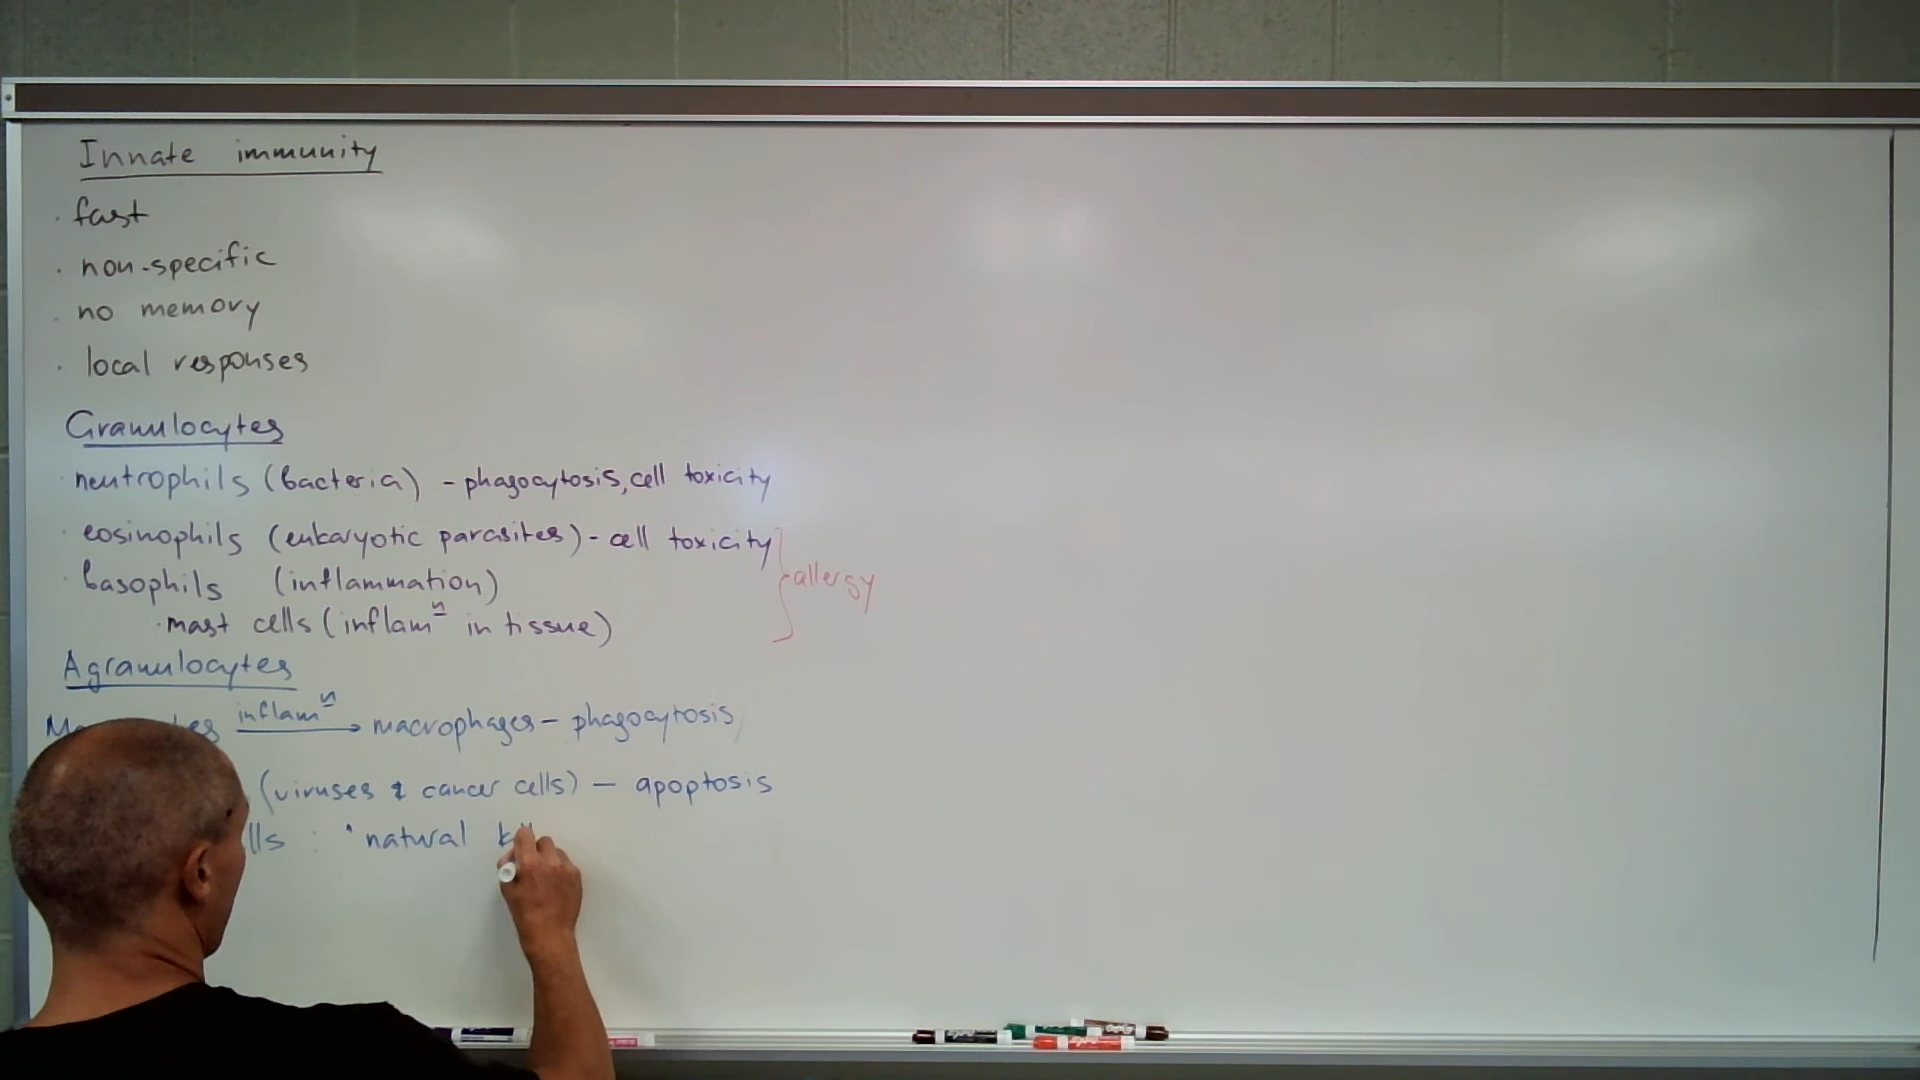 Innate immunity
· fast
· non-specific
· no memory
· local responses
Granulocytes
· neutrophils (bacteria) - phagocytosis, cell toxicity
· eosinophils (eukaryotic parasites) - cell toxicity
· basophils (inflammation)
allergy
· mast cells (inflamⁿ in tissue)
Agranulocytes
inflamⁿ → macrophages - phagocytosis
(viruses & cancer cells) - apoptosis
: · natural